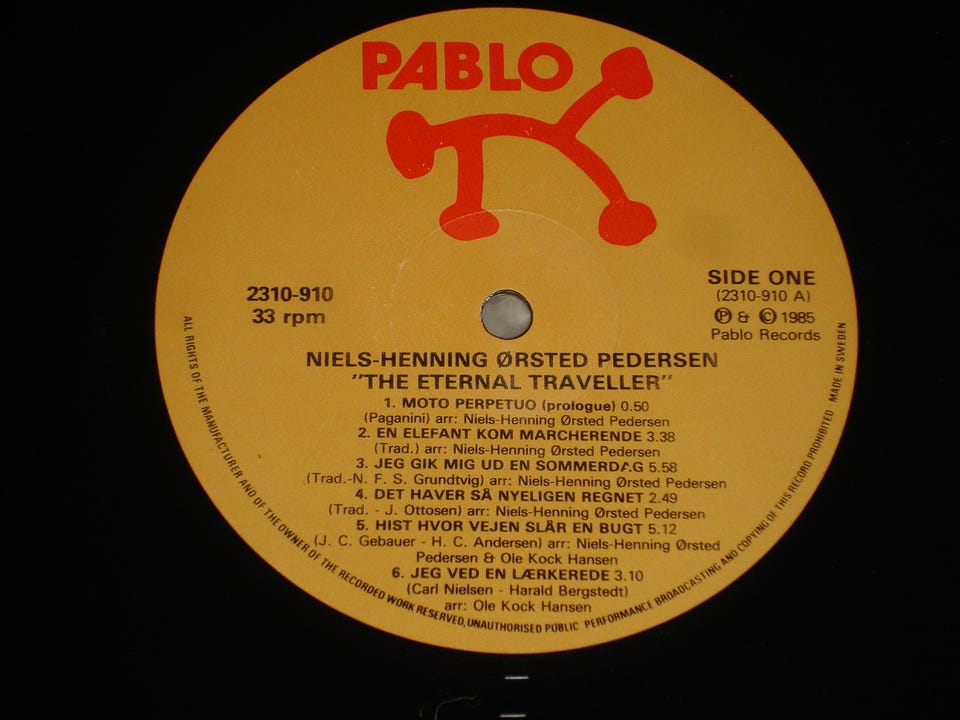 PABLO
2310-910
33 rpm
SIDE ONE
(2310-910 A)
Ⓟ & © 1985
Pablo Records
NIELS-HENNING ØRSTED PEDERSEN
"THE ETERNAL TRAVELLER"
1. MOTO PERPETUO (prologue) 0.50
(Paganini) arr: Niels-Henning Ørsted Pedersen
2. EN ELEFANT KOM MARCHERENDE 3.38
(Trad.) arr: Niels-Henning Ørsted Pedersen
3. JEG GIK MIG UD EN SOMMERDAG 5.58
(Trad.-N. F. S. Grundtvig) arr: Niels-Henning Ørsted Pedersen
4. DET HAVER SÅ NYELIGEN REGNET 2.49
(Trad. - J. Ottosen) arr: Niels-Henning Ørsted Pedersen
5. HIST HVOR VEJEN SLÅR EN BUGT 5.12
(J. C. Gebauer - H. C. Andersen) arr: Niels-Henning Ørsted
Pedersen & Ole Kock Hansen
6. JEG VED EN LÆRKEREDE 3.10
(Carl Nielsen - Harald Bergstedt)
arr: Ole Kock Hansen
ALL RIGHTS OF THE MANUFACTURER AND OF THE OWNER OF THE RECORDED WORK RESERVED, UNAUTHORISED PUBLIC PERFORMANCE BROADCASTING AND COPYING OF THIS RECORD PROHIBITED MADE IN SWEDEN